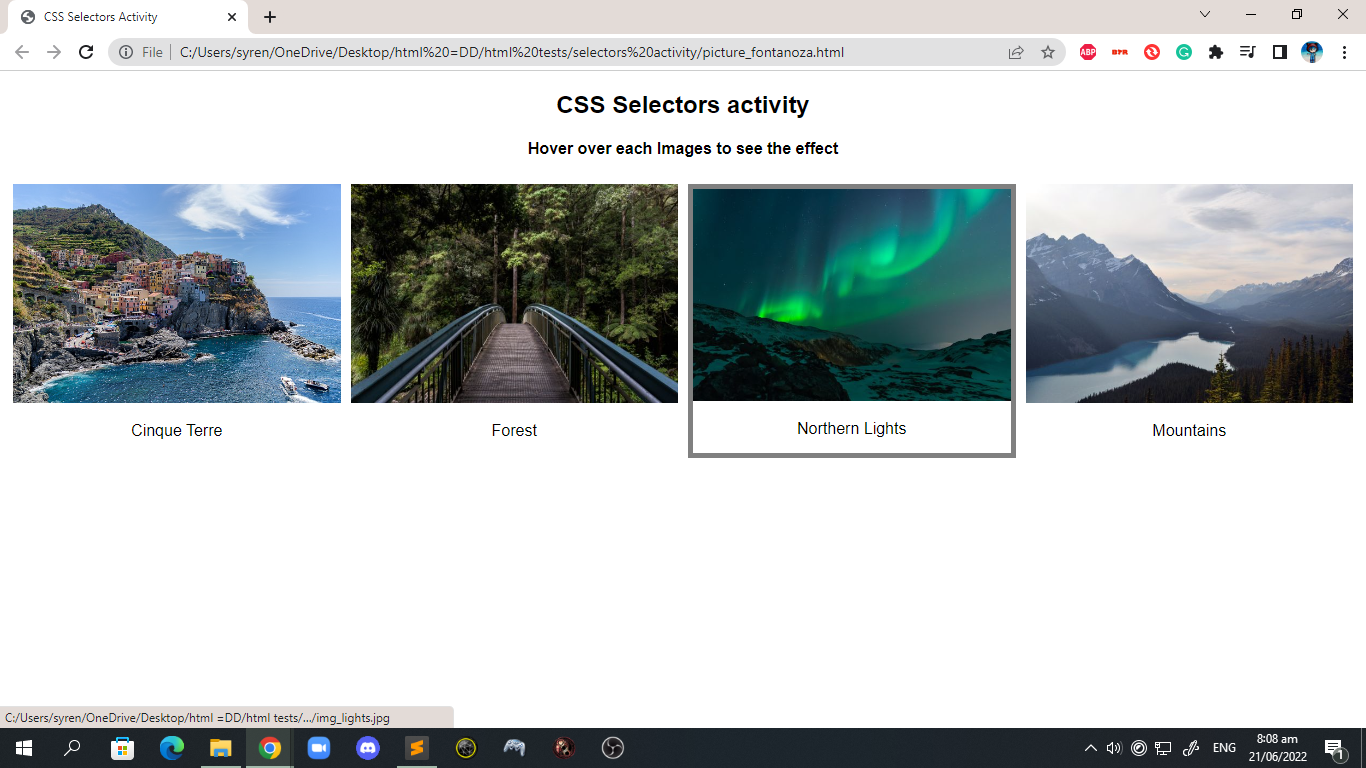 CSS Selectors Activity
File
C:/Users/syren/OneDrive/Desktop/html%20=DD/html%20tests/selectors%20activity/picture_fontanoza.html
ABP
CSS Selectors activity
Hover over each Images to see the effect
Cinque Terre
Forest
Northern Lights
Mountains
C:/Users/syren/OneDrive/Desktop/html =DD/html tests/.../img_lights.jpg
ENG
8:08 am
21/06/2022
1